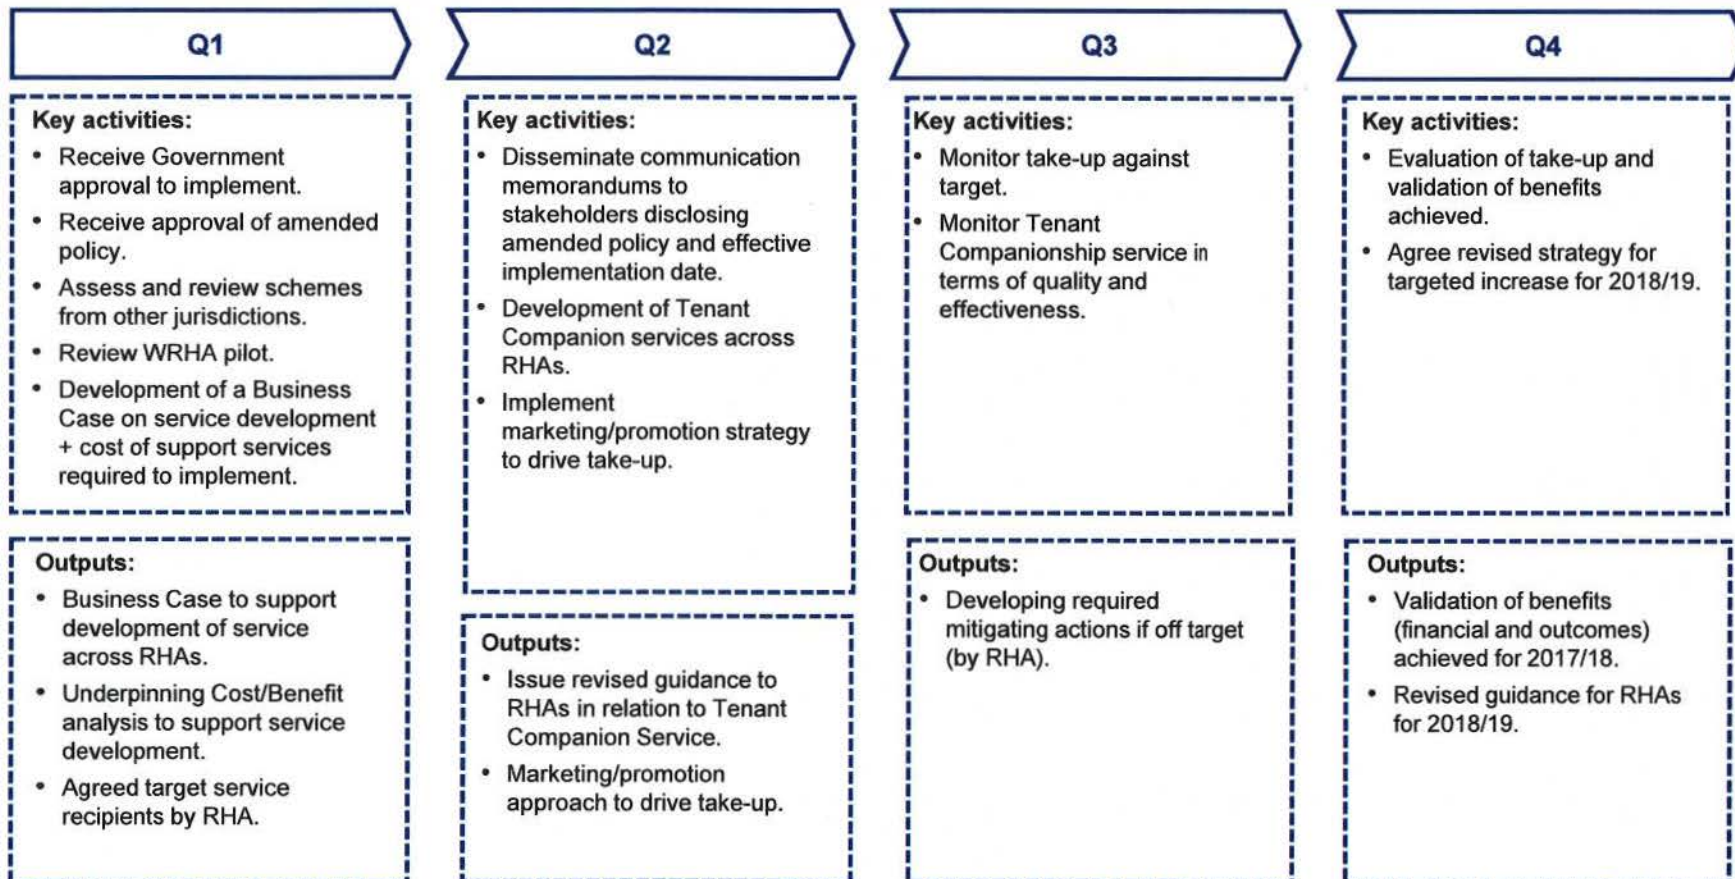 Q1
Key activities:
• Receive Government
approval to implement.
• Receive approval of amended
policy.
• Assess and review schemes
from other jurisdictions.
• Review WRHA pilot.
• Development of a Business
Case on service development
+ cost of support services
required to implement.
Outputs:
• Business Case to support
development of service
across RHAs.
• Underpinning Cost/Benefit
analysis to support service
development.
• Agreed target service
recipients by RHA.
Q2
Key activities:
• Disseminate communication
memorandums to
stakeholders disclosing
amended policy and effective
implementation date.
• Development of Tenant
Companion services across
RHAs.
• Implement
marketing/promotion strategy
to drive take-up.
Outputs:
• Issue revised guidance to
RHAs in relation to Tenant
Companion Service.
• Marketing/promotion
approach to drive take-up.
Q3
Key activities:
• Monitor take-up against
target.
• Monitor Tenant
Companionship service in
terms of quality and
effectiveness.
Outputs:
• Developing required
mitigating actions if off target
(by RHA).
Q4
Key activities:
• Evaluation of take-up and
validation of benefits
achieved.
• Agree revised strategy for
targeted increase for 2018/19.
Outputs:
• Validation of benefits
(financial and outcomes)
achieved for 2017/18.
• Revised guidance for RHAs
for 2018/19.